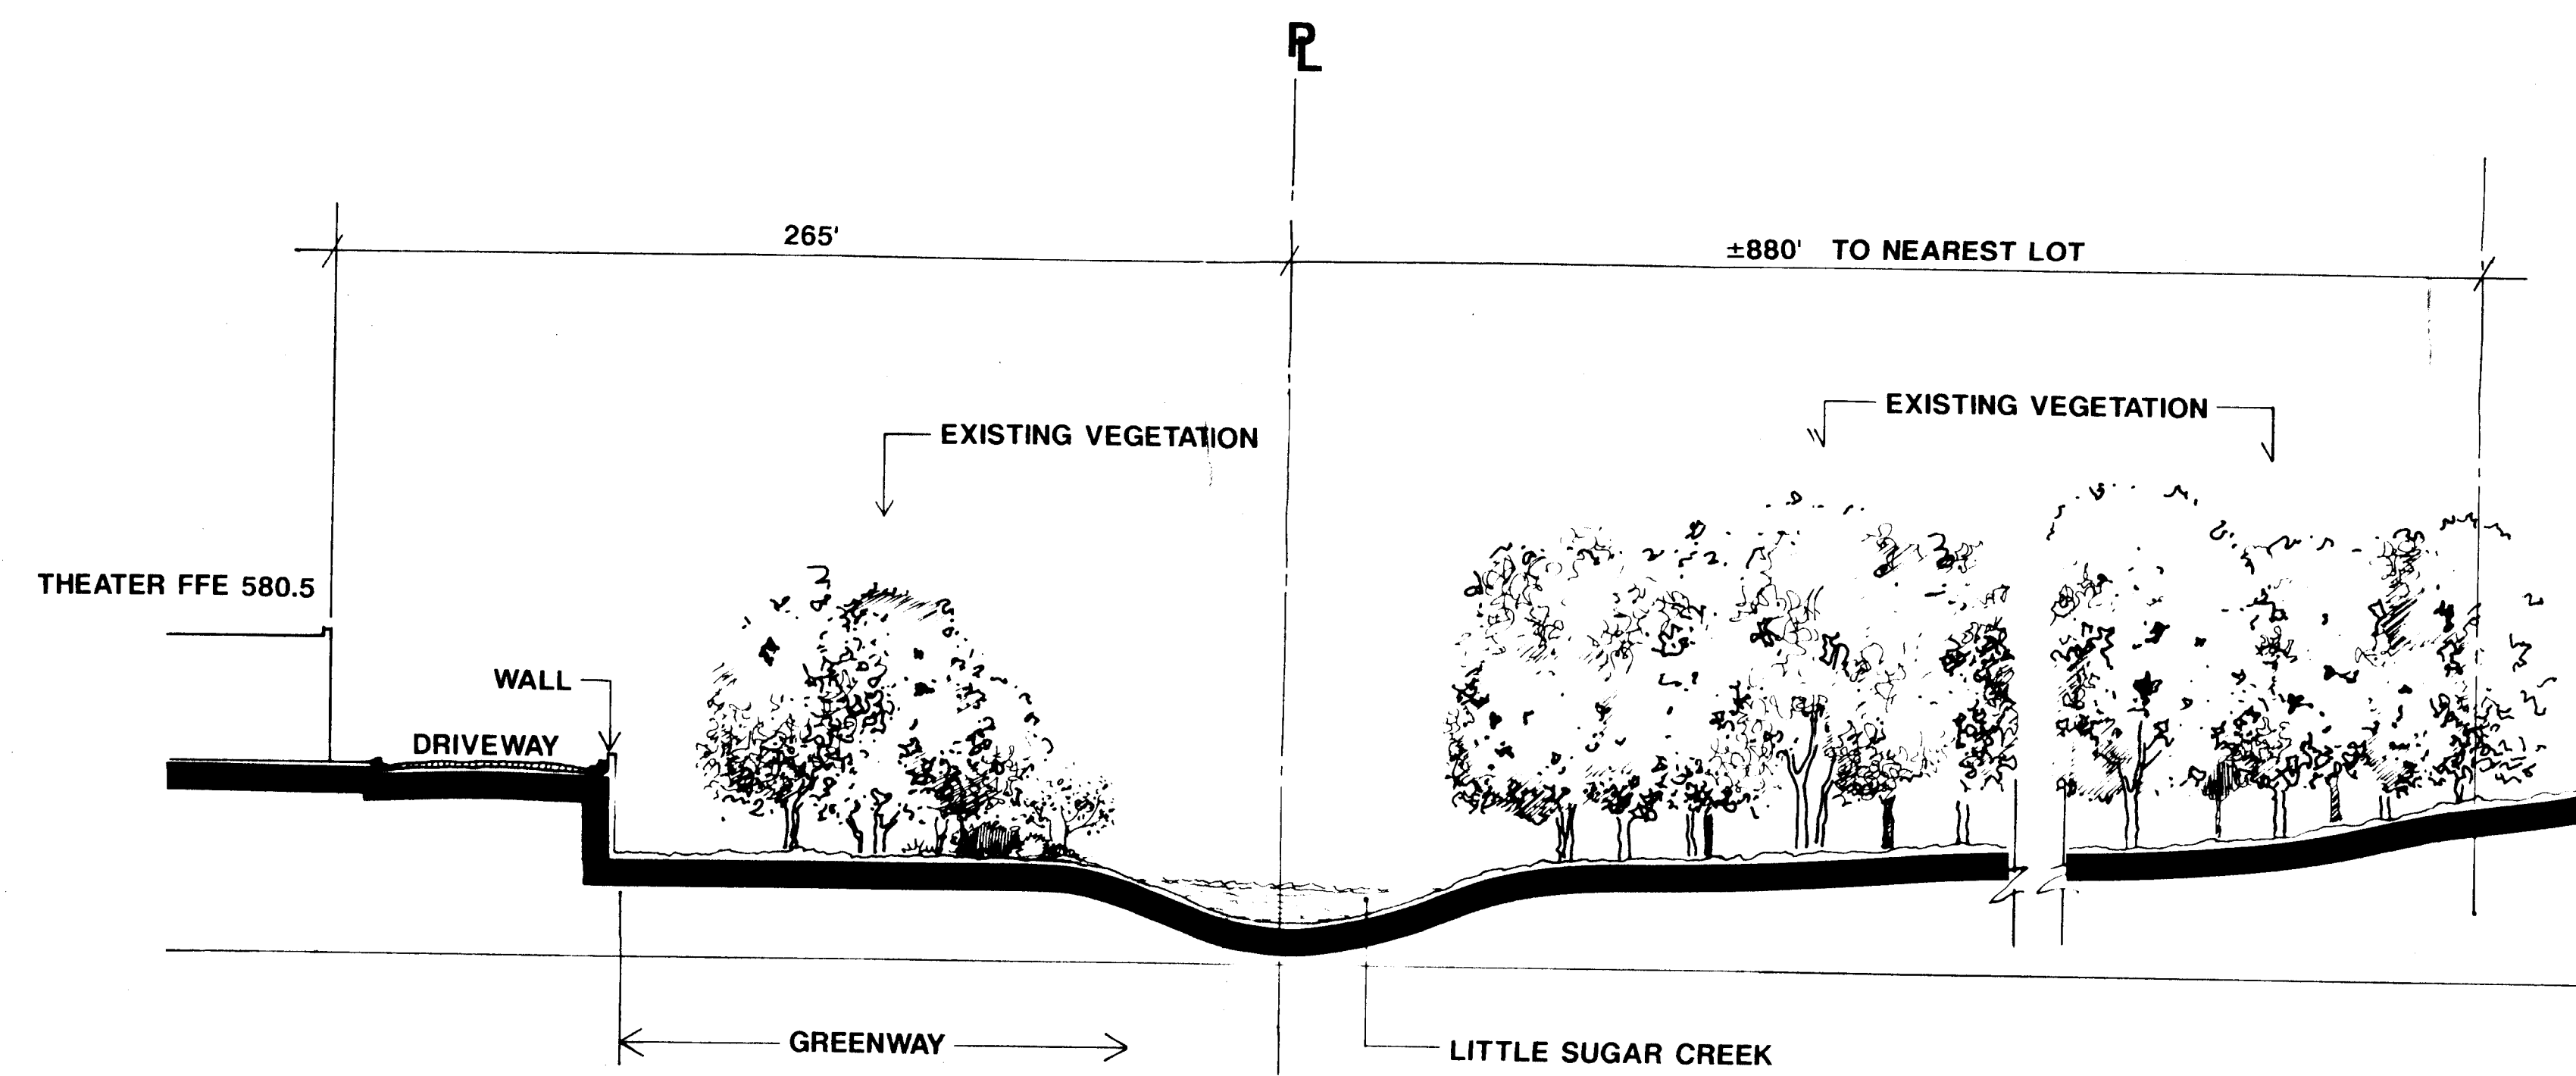 PL
265'
±880' TO NEAREST LOT
EXISTING VEGETATION
EXISTING VEGETATION
THEATER FFE 580.5
WALL
DRIVEWAY
GREENWAY
LITTLE SUGAR CREEK